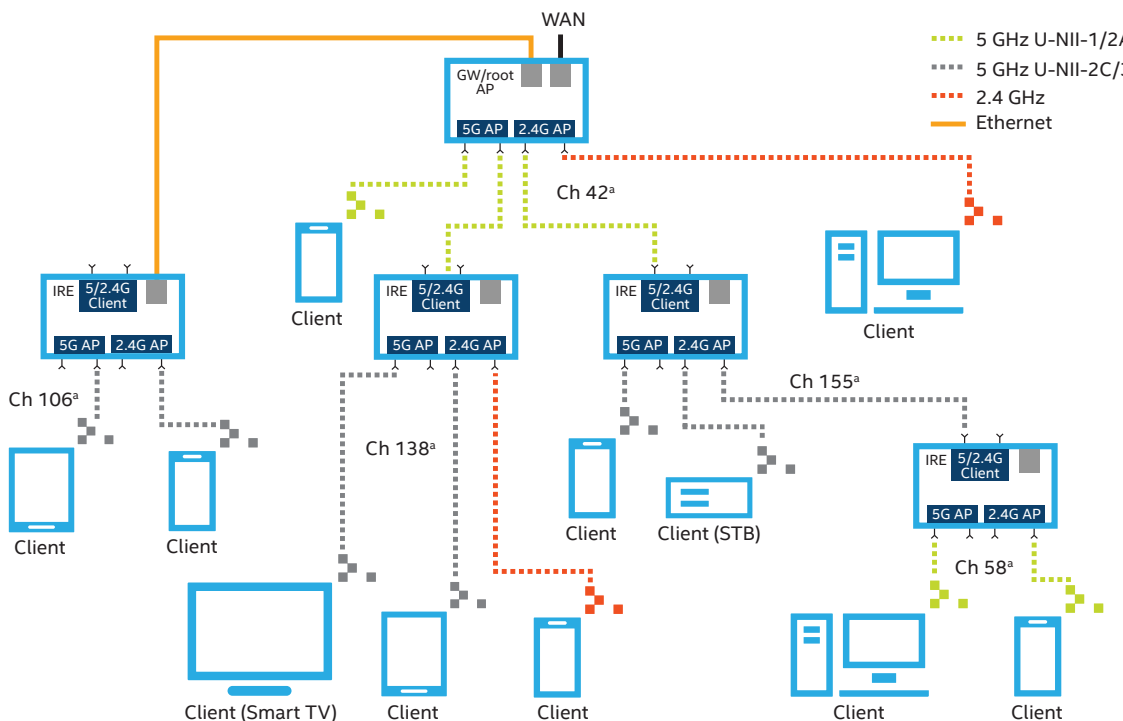 WAN
5 GHz U-NII-1/2A
5 GHz U-NII-2C/3
2.4 GHz
Ethernet
GW/root
AP
5G AP
2.4G AP
Ch 42ᵃ
IRE
5/2.4G
Client
5G AP
2.4G AP
Client
IRE
5/2.4G
Client
5G AP
2.4G AP
IRE
5/2.4G
Client
5G AP
2.4G AP
Client
Ch 106ᵃ
Ch 138ᵃ
Ch 155ᵃ
Client
Client
Client
Client (STB)
IRE
5/2.4G
Client
5G AP
2.4G AP
Ch 58ᵃ
Client (Smart TV)
Client
Client
Client
Client